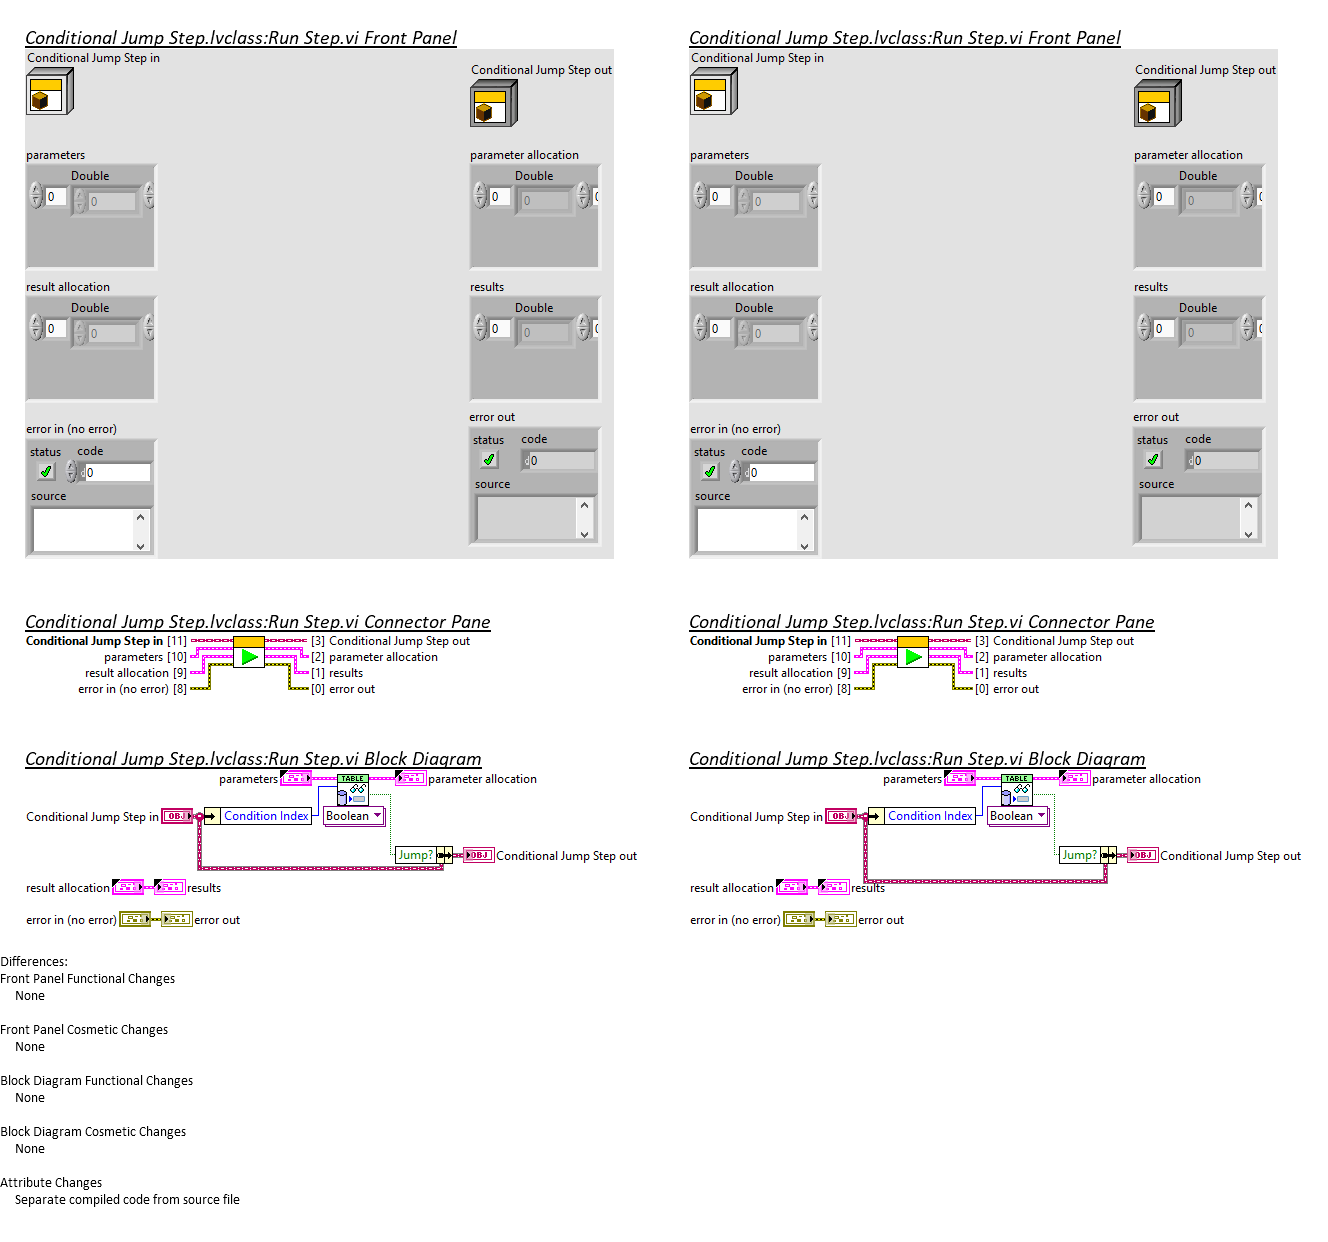 Conditional Jump Step.lvclass:Run Step.vi Front Panel
Conditional Jump Step in
Conditional Jump Step out
parameters
parameter allocation
Double
Double
0
0
0
0
result allocation
results
Double
Double
0
0
0
0
error in (no error)
error out
status
code
status
code
d0
d0
source
source
Conditional Jump Step.lvclass:Run Step.vi Front Panel
Conditional Jump Step in
Conditional Jump Step out
parameters
parameter allocation
Double
Double
0
0
0
0
result allocation
results
Double
Double
0
0
0
0
error in (no error)
error out
status
code
status
code
d0
d0
source
source
Conditional Jump Step.lvclass:Run Step.vi Connector Pane
Conditional Jump Step in [11]
[3] Conditional Jump Step out
parameters [10]
[2] parameter allocation
result allocation [9]
[1] results
error in (no error) [8]
[0] error out
Conditional Jump Step.lvclass:Run Step.vi Connector Pane
Conditional Jump Step in [11]
[3] Conditional Jump Step out
parameters [10]
[2] parameter allocation
result allocation [9]
[1] results
error in (no error) [8]
[0] error out
Conditional Jump Step.lvclass:Run Step.vi Block Diagram
parameters
TABLE
parameter allocation
Conditional Jump Step in
OBJ
Condition Index
Boolean
Jump?
OBJ
Conditional Jump Step out
result allocation
results
error in (no error)
error out
Conditional Jump Step.lvclass:Run Step.vi Block Diagram
parameters
TABLE
parameter allocation
Conditional Jump Step in
OBJ
Condition Index
Boolean
Jump?
OBJ
Conditional Jump Step out
result allocation
results
error in (no error)
error out
Differences:
Front Panel Functional Changes
None
Front Panel Cosmetic Changes
None
Block Diagram Functional Changes
None
Block Diagram Cosmetic Changes
None
Attribute Changes
Separate compiled code from source file